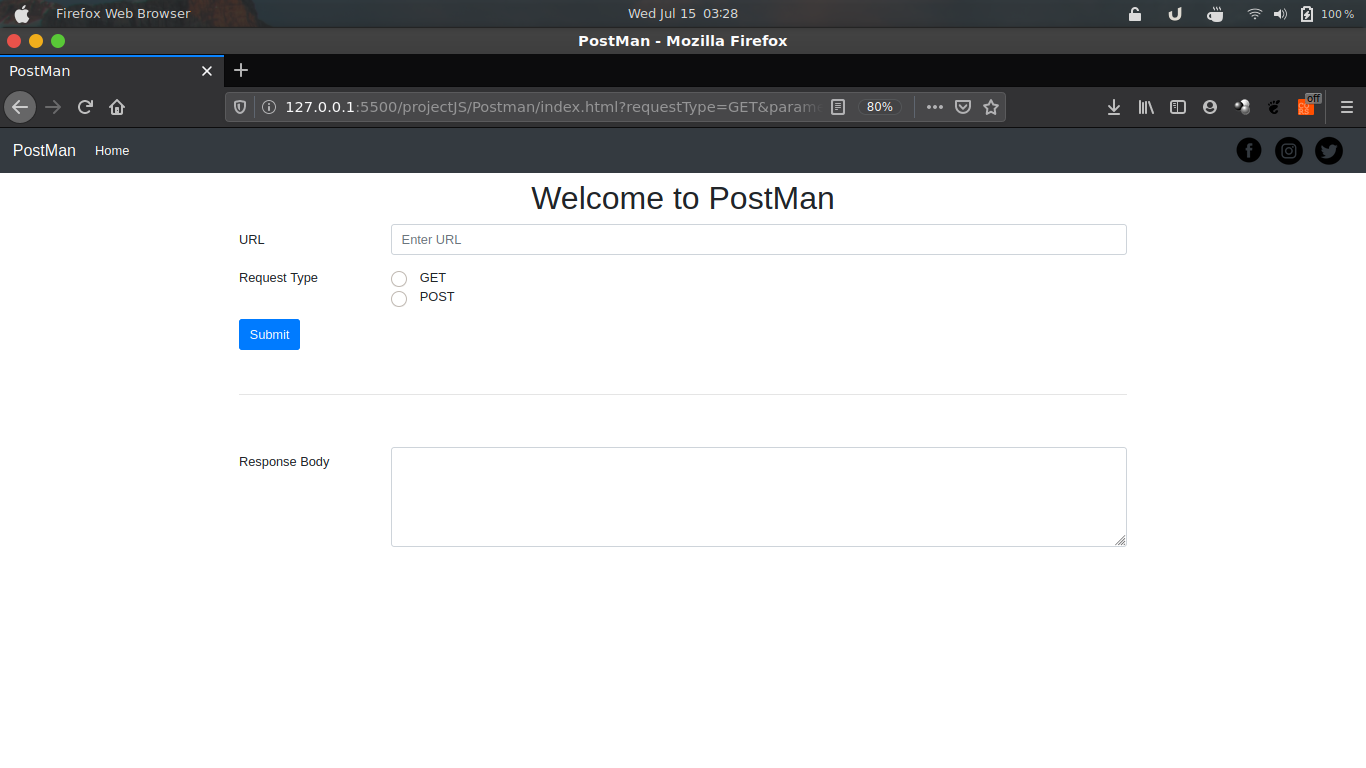 Firefox Web Browser Wed Jul 15 03:28 100 %
PostMan - Mozilla Firefox
PostMan
127.0.0.1:5500/projectJS/Postman/index.html?requestType=GET&param 80% off
PostMan Home
Welcome to PostMan
URL Enter URL
Request Type GET
POST
Submit
Response Body